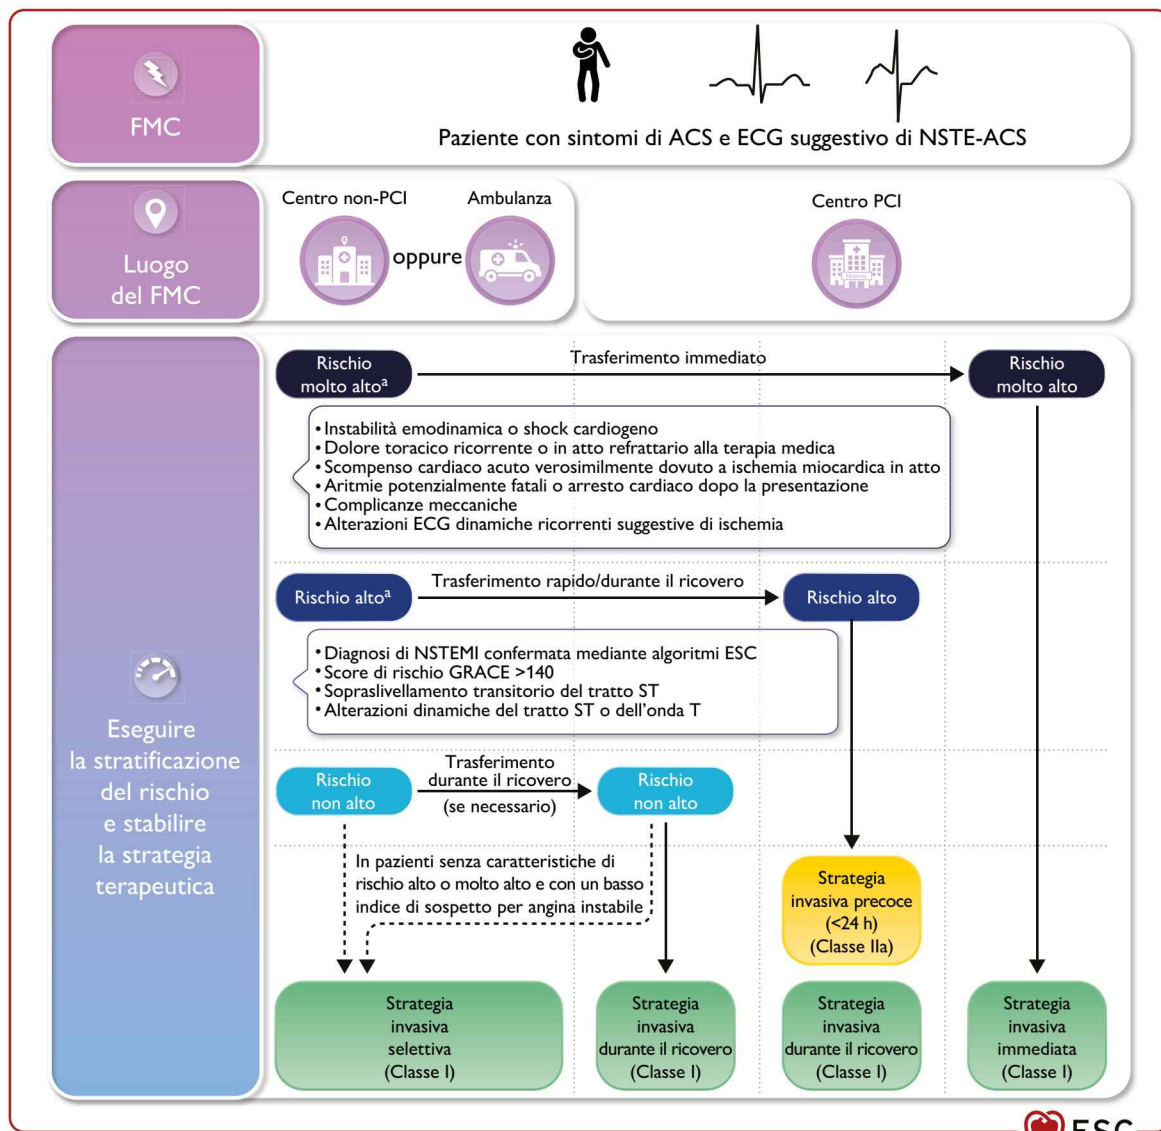 FMC
Paziente con sintomi di ACS e ECG suggestivo di NSTE-ACS
Luogo
del FMC
Centro non-PCI
oppure
Ambulanza
Centro PCI
Eseguire
la stratificazione
del rischio
e stabilire
la strategia
terapeutica
Rischio
molto altoᵃ
Trasferimento immediato
Rischio
molto alto
• Instabilità emodinamica o shock cardiogeno
• Dolore toracico ricorrente o in atto refrattario alla terapia medica
• Scompenso cardiaco acuto verosimilmente dovuto a ischemia miocardica in atto
• Aritmie potenzialmente fatali o arresto cardiaco dopo la presentazione
• Complicanze meccaniche
• Alterazioni ECG dinamiche ricorrenti suggestive di ischemia
Rischio altoᵃ
Trasferimento rapido/durante il ricovero
Rischio alto
• Diagnosi di NSTEMI confermata mediante algoritmi ESC
• Score di rischio GRACE >140
• Sopraslivellamento transitorio del tratto ST
• Alterazioni dinamiche del tratto ST o dell'onda T
Rischio
non alto
Trasferimento
durante il ricovero
(se necessario)
Rischio
non alto
In pazienti senza caratteristiche di
rischio alto o molto alto e con un basso
indice di sospetto per angina instabile
Strategia
invasiva precoce
(<24 h)
(Classe IIa)
Strategia
invasiva
selettiva
(Classe I)
Strategia
invasiva
durante il ricovero
(Classe I)
Strategia
invasiva
durante il ricovero
(Classe I)
Strategia
invasiva
immediata
(Classe I)
ESC